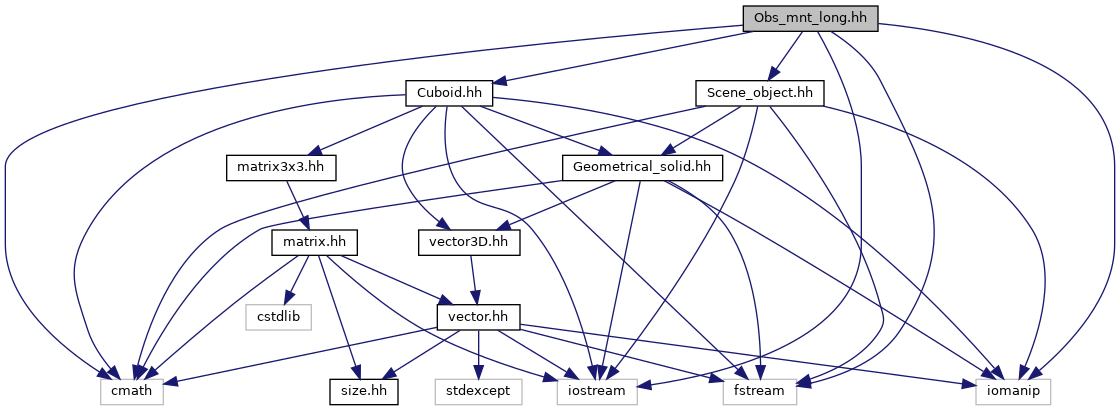 Obs_mnt_long.hh
Cuboid.hh
Scene_object.hh
matrix3x3.hh
Geometrical_solid.hh
matrix.hh
vector3D.hh
cstdlib
vector.hh
cmath
size.hh
stdexcept
iostream
fstream
iomanip